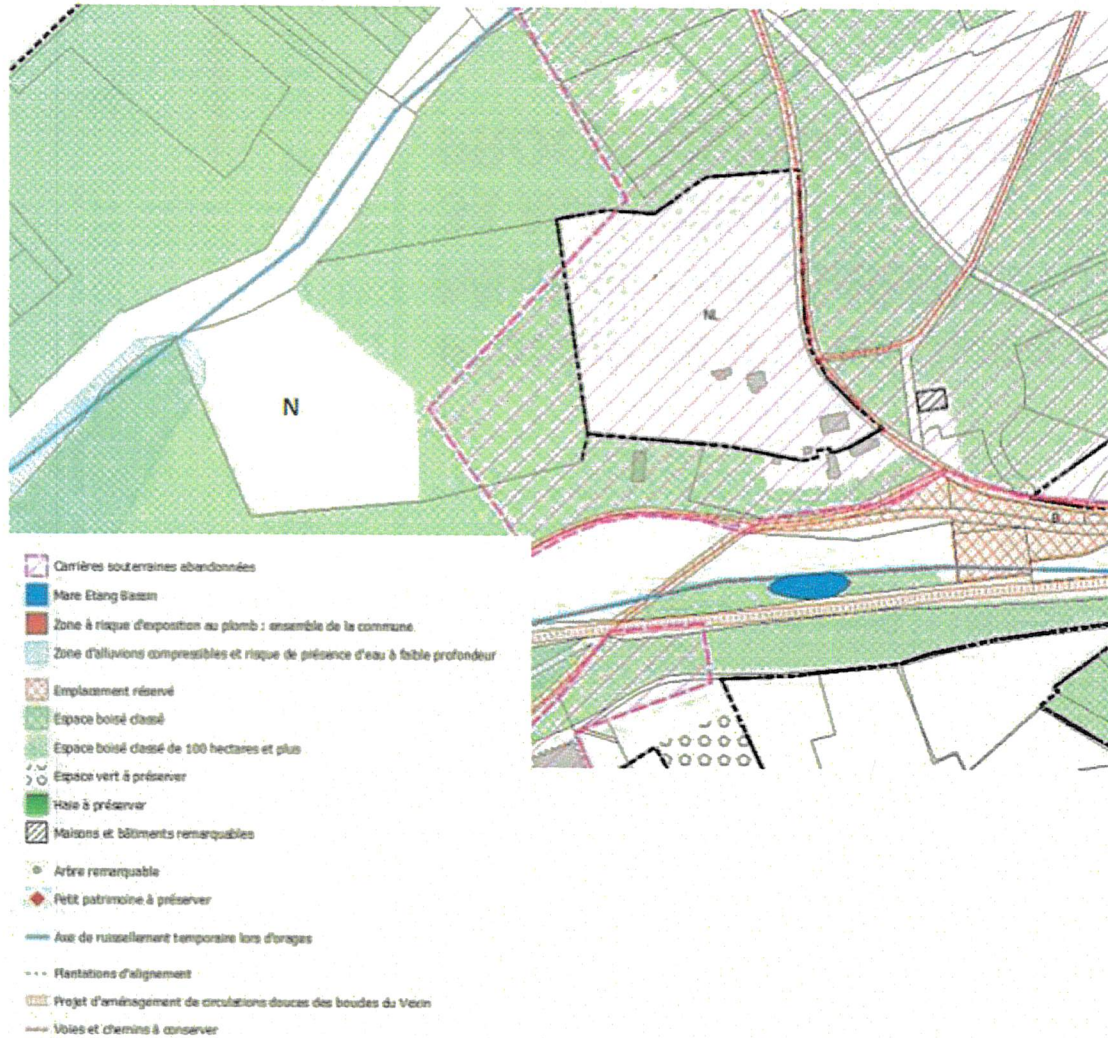 NL
N
Carrières souterraines abandonnées
Mare Etang Bassin
Zone à risque d'exposition au plomb : ensemble de la commune
Zone d'alluvions compressibles et risque de présence d'eau à faible profondeur
Emplacement réservé
Espace boisé classé
Espace boisé classé de 100 hectares et plus
Espace vert à préserver
Haie à préserver
Maisons et bâtiments remarquables
Arbre remarquable
Petit patrimoine à préserver
Axe de ruissellement temporaire lors d'orages
Plantations d'alignement
Projet d'aménagement de circulations douces des boucles du Vexin
Voies et chemins à conserver